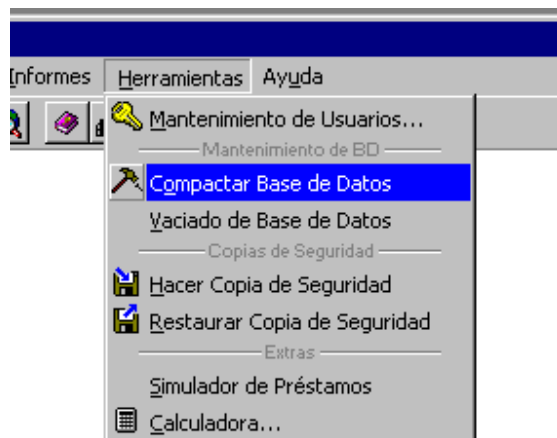 Informes Herramientas Ayuda
Mantenimiento de Usuarios...
Mantenimiento de BD
Compactar Base de Datos
Vaciado de Base de Datos
Copias de Seguridad
Hacer Copia de Seguridad
Restaurar Copia de Seguridad
Extras
Simulador de Préstamos
Calculadora...